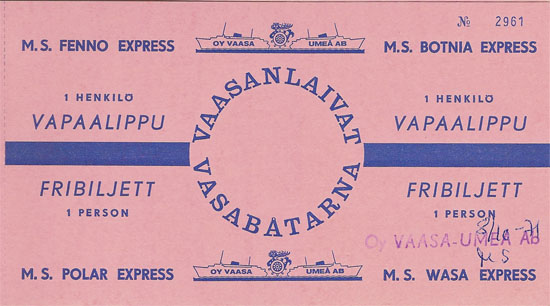 № 2961
M.S. FENNO EXPRESS
OY VAASA UMEÅ AB
M.S. BOTNIA EXPRESS
1 HENKILÖ
VAPAALIPPU
VAASANLAIVAT
VASABÅTARNA
1 HENKILÖ
VAPAALIPPU
FRIBILJETT
1 PERSON
FRIBILJETT
1 PERSON
Oy VAASA-UMEÅ Ab
M.S. POLAR EXPRESS
OY VAASA UMEÅ AB
M.S. WASA EXPRESS